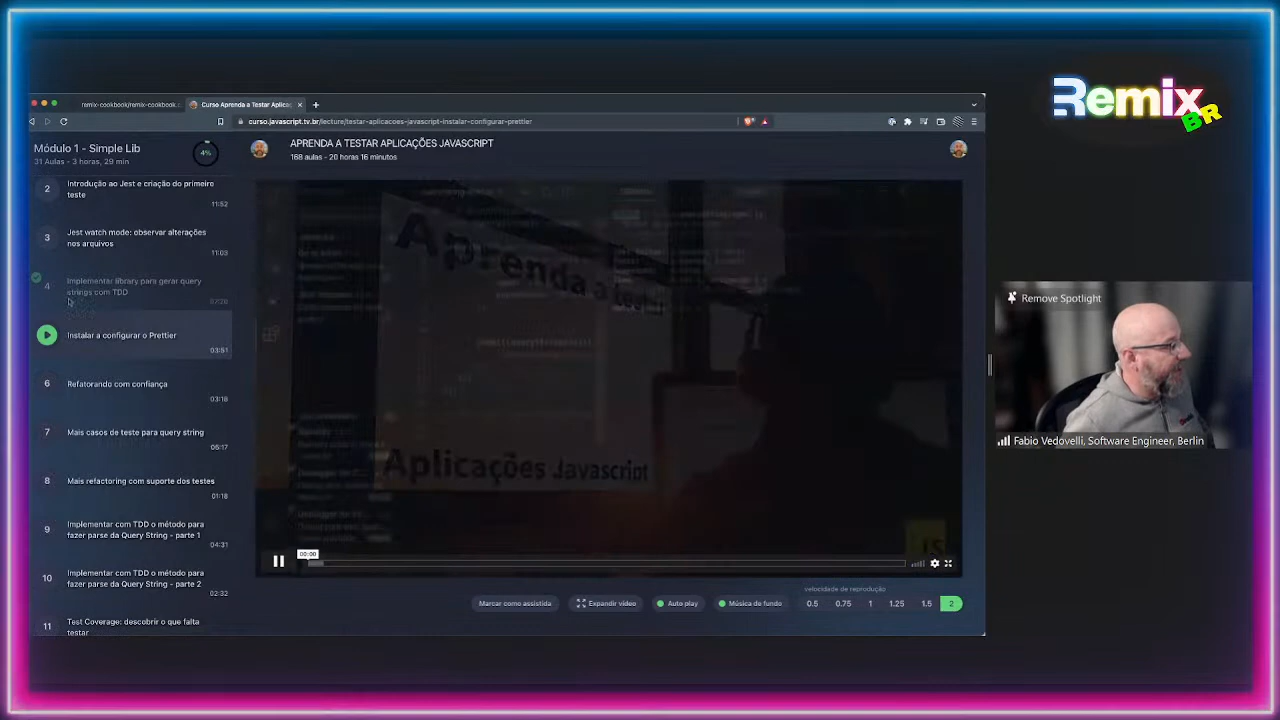 Remix
BR
remix-cookbook/remix-cookbook.
Curso Aprenda a Testar Aplicaç
curso.javascript.tv.br/lecture/testar-aplicacoes-javascript-instalar-configurar-prettier
Módulo 1 - Simple Lib
31 Aulas - 3 horas, 29 min
4%
APRENDA A TESTAR APLICAÇÕES JAVASCRIPT
168 aulas - 20 horas 16 minutos
2
Introdução ao Jest e criação do primeiro
teste
11:52
3
Jest watch mode: observar alterações
nos arquivos
11:03
4
Implementar library para gerar query
strings com TDD
07:20
Instalar a configurar o Prettier
03:51
6
Refatorando com confiança
03:18
7
Mais casos de teste para query string
05:17
8
Mais refactoring com suporte dos testes
01:18
9
Implementar com TDD o método para
fazer parse da Query String - parte 1
04:31
10
Implementar com TDD o método para
fazer parse da Query String - parte 2
02:32
11
Test Coverage: descobrir o que falta
testar
Aprenda a
Aplicações Javascript
JS
00:00
Marcar como assistida
Expandir vídeo
Auto play
Música de fundo
velocidade de reprodução
0.5 0.75 1 1.25 1.5 2
Remove Spotlight
Fabio Vedovelli, Software Engineer, Berlin